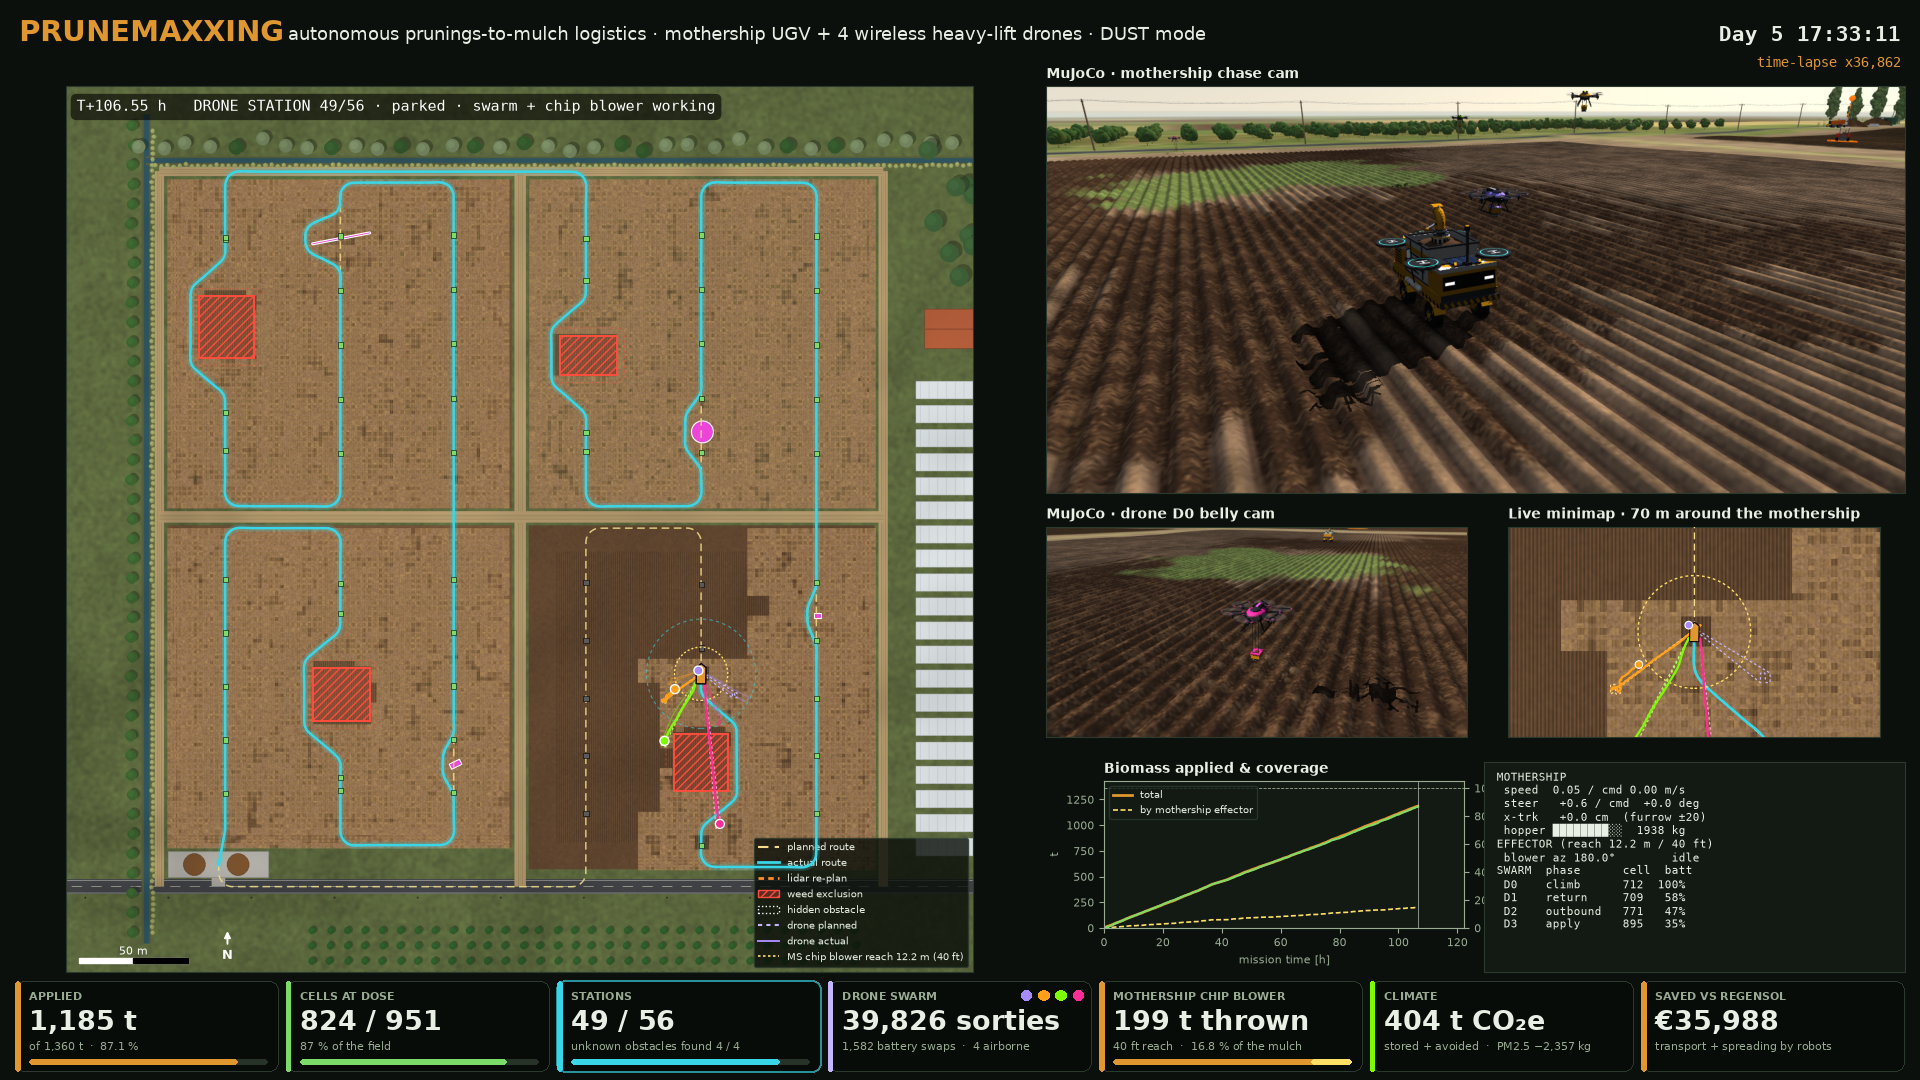 PRUNEMAXXING autonomous prunings-to-mulch logistics · mothership UGV + 4 wireless heavy-lift drones · DUST mode
Day 5 17:33:11
time-lapse x36,862
T+106.55 h DRONE STATION 49/56 · parked · swarm + chip blower working
50 m
N
planned route
actual route
lidar re-plan
weed exclusion
hidden obstacle
drone planned
drone actual
MS chip blower reach 12.2 m (40 ft)
MuJoCo · mothership chase cam
MuJoCo · drone D0 belly cam
Live minimap · 70 m around the mothership
Biomass applied & coverage
total
by mothership effector
1250
1000
750
500
250
0
t
0 20 40 60 80 100 120
mission time [h]
MOTHERSHIP
speed 0.05 / cmd 0.00 m/s
steer +0.6 / cmd +0.0 deg
x-trk +0.0 cm (furrow ±20)
hopper 1938 kg
EFFECTOR (reach 12.2 m / 40 ft)
blower az 180.0° idle
SWARM phase cell batt
D0 climb 712 100%
D1 return 709 58%
D2 outbound 771 47%
D3 apply 895 35%
APPLIED
1,185 t
of 1,360 t · 87.1 %
CELLS AT DOSE
824 / 951
87 % of the field
STATIONS
49 / 56
unknown obstacles found 4 / 4
DRONE SWARM
39,826 sorties
1,582 battery swaps · 4 airborne
MOTHERSHIP CHIP BLOWER
199 t thrown
40 ft reach · 16.8 % of the mulch
CLIMATE
404 t CO₂e
stored + avoided · PM2.5 −2,357 kg
SAVED VS REGENSOL
€35,988
transport + spreading by robots